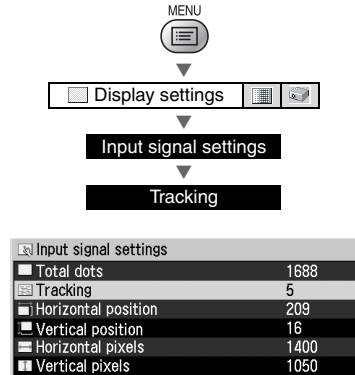 MENU
Display settings
Input signal settings
Tracking
Input signal settings
Total dots 1688
Tracking 5
Horizontal position 209
Vertical position 16
Horizontal pixels 1400
Vertical pixels 1050